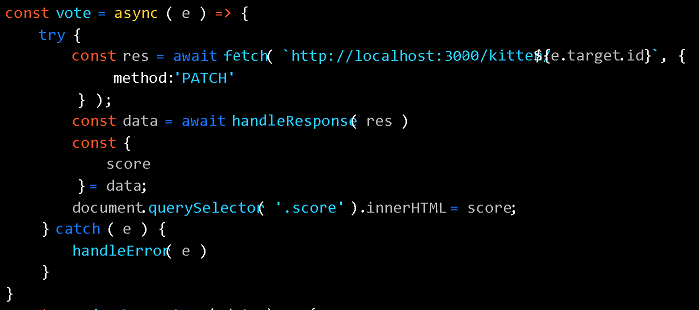 const vote = async ( e ) => {
try {
const res = await fetch( `http://localhost:3000/kitten${e.target.id}`, {
method:'PATCH'
} );
const data = await handleResponse( res )
const {
score
} = data;
document.querySelector( '.score' ).innerHTML = score;
} catch ( e ) {
handleError( e )
}
}